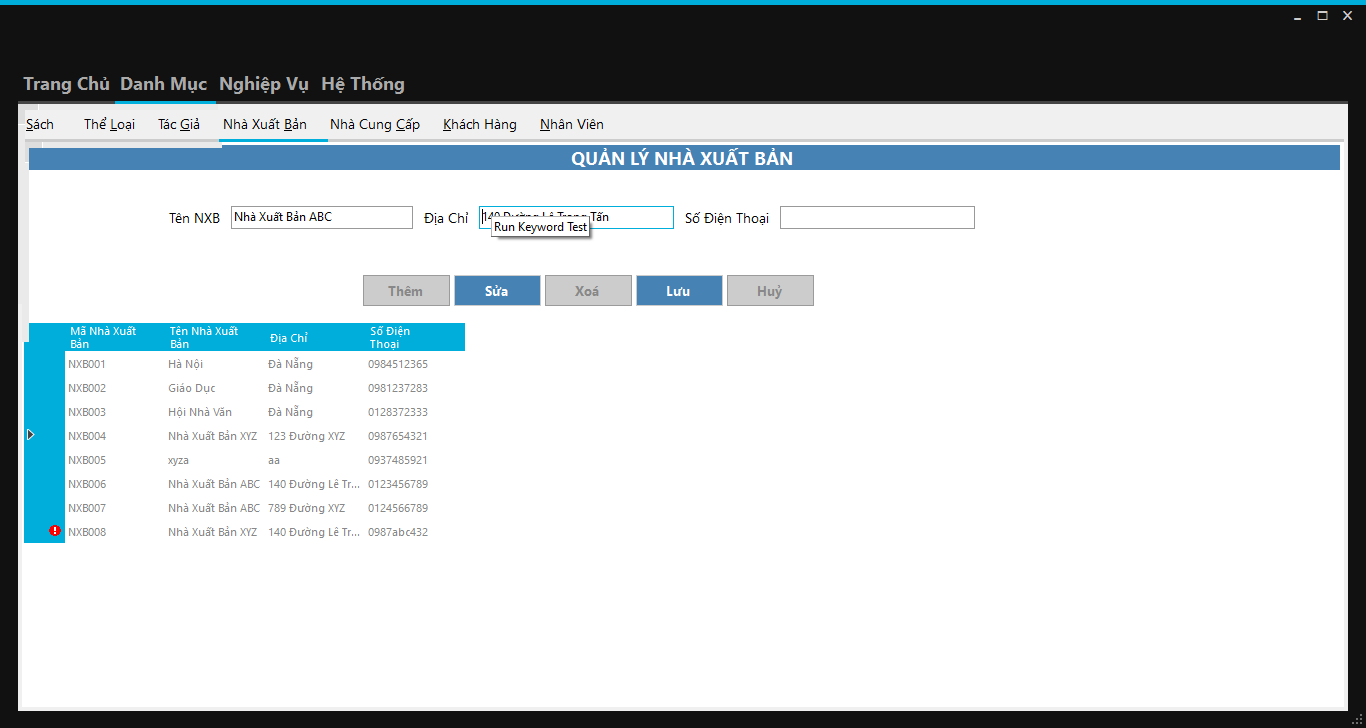 Trang Chủ Danh Mục Nghiệp Vụ Hệ Thống
Sách Thể Loại Tác Giả Nhà Xuất Bản Nhà Cung Cấp Khách Hàng Nhân Viên
QUẢN LÝ NHÀ XUẤT BẢN
Tên NXB Nhà Xuất Bản ABC Địa Chỉ 140 Đường Lê Trọng Tấn Số Điện Thoại
Run Keyword Test
Thêm Sửa Xoá Lưu Huỷ
Mã Nhà Xuất Bản Tên Nhà Xuất Bản Địa Chỉ Số Điện Thoại
NXB001 Hà Nội Đà Nẵng 0984512365
NXB002 Giáo Dục Đà Nẵng 0981237283
NXB003 Hội Nhà Văn Đà Nẵng 0128372333
NXB004 Nhà Xuất Bản XYZ 123 Đường XYZ 0987654321
NXB005 xyza aa 0937485921
NXB006 Nhà Xuất Bản ABC 140 Đường Lê Tr... 0123456789
NXB007 Nhà Xuất Bản ABC 789 Đường XYZ 0124566789
NXB008 Nhà Xuất Bản XYZ 140 Đường Lê Tr... 0987abc432